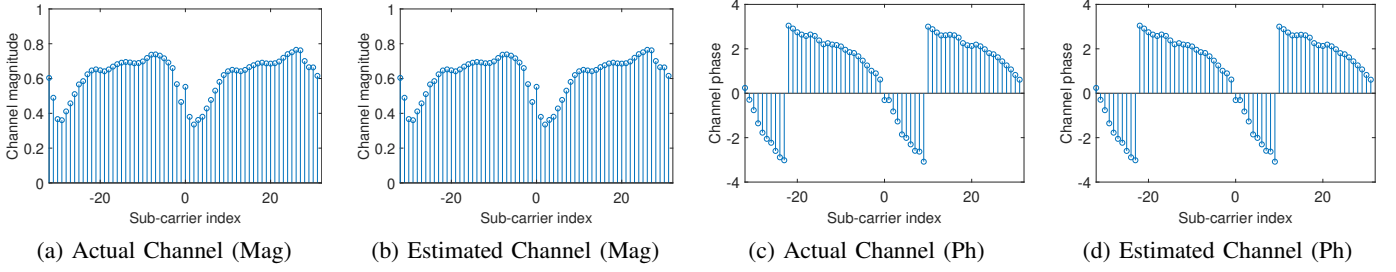 Channel magnitude
1
0.8
0.6
0.4
0.2
0
-20 0 20
Sub-carrier index
(a) Actual Channel (Mag)
Channel magnitude
1
0.8
0.6
0.4
0.2
0
-20 0 20
Sub-carrier index
(b) Estimated Channel (Mag)
Channel phase
4
2
0
-2
-4
-20 0 20
Sub-carrier index
(c) Actual Channel (Ph)
Channel phase
4
2
0
-2
-4
-20 0 20
Sub-carrier index
(d) Estimated Channel (Ph)